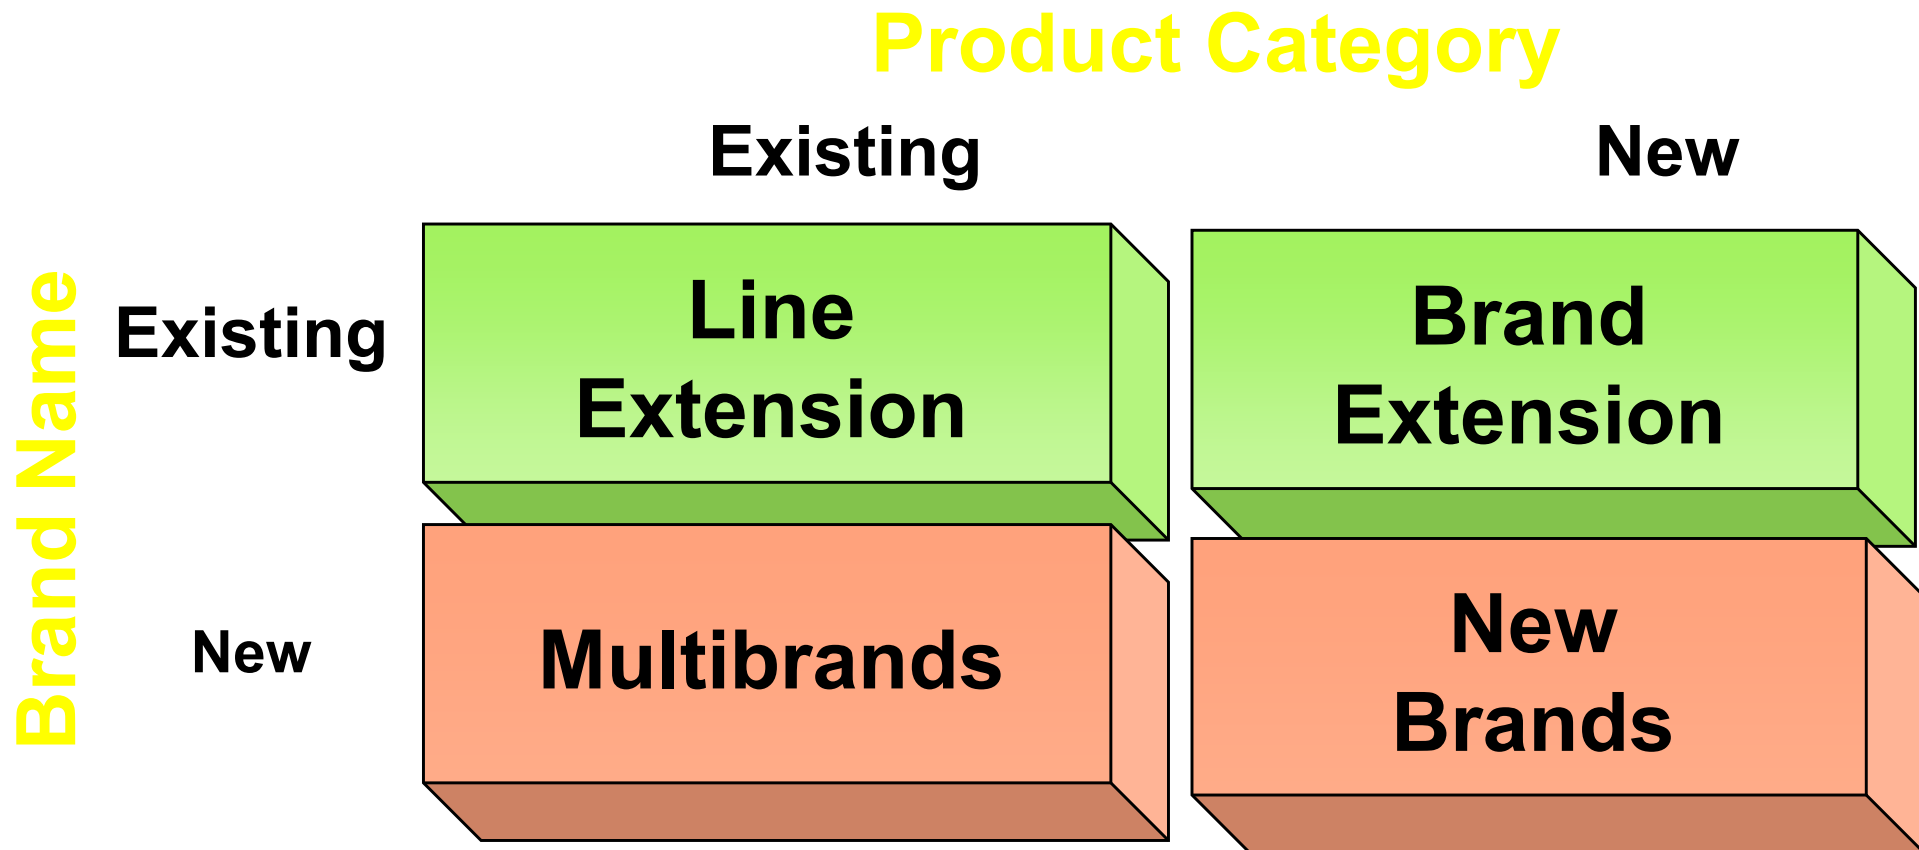 Product Category
Existing
New
Brand Name
Existing
Line
Extension
Brand
Extension
New
Multibrands
New
Brands